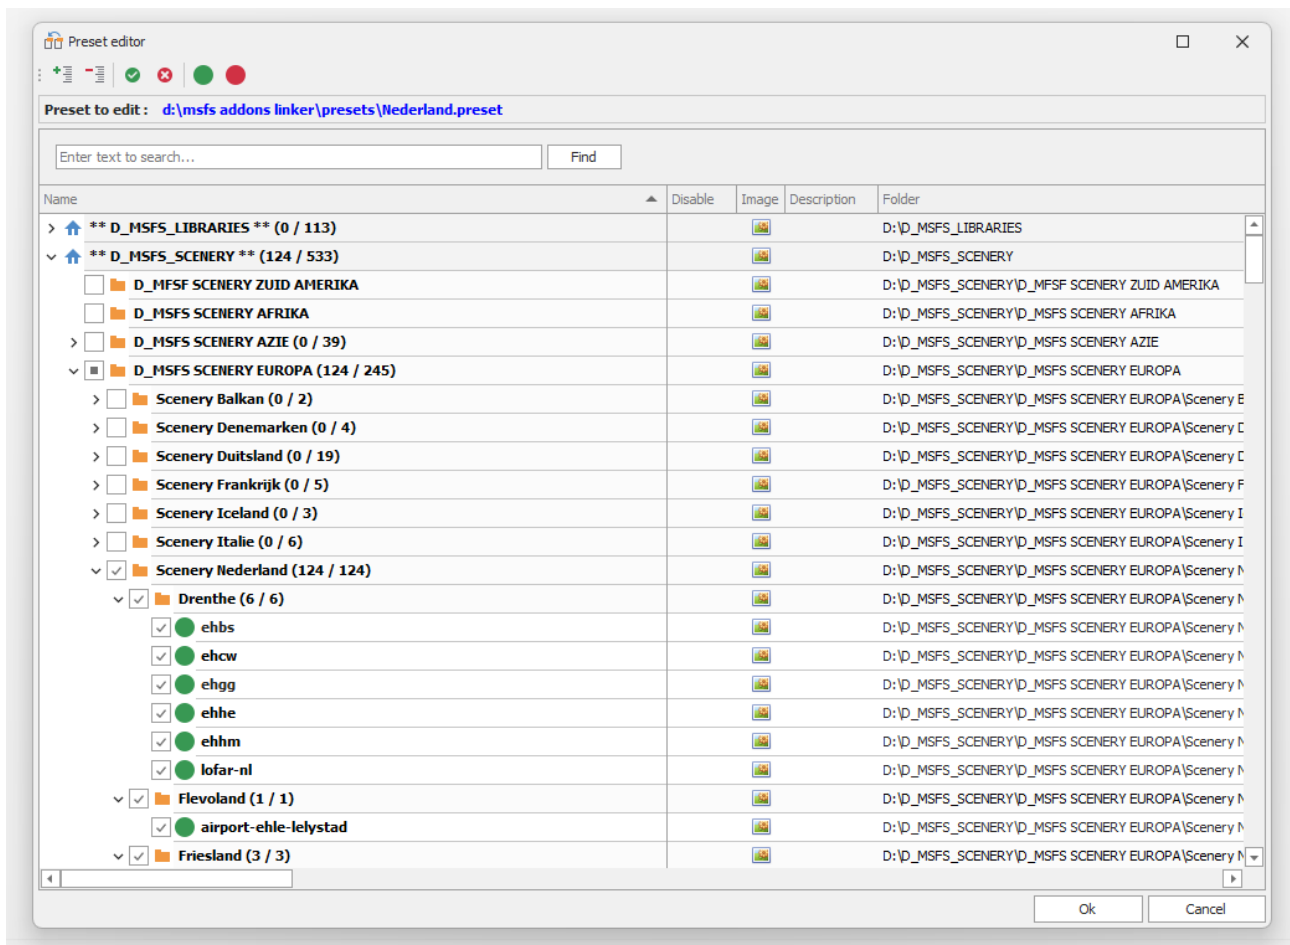 Preset editor
Preset to edit : d:\msfs addons linker\presets\Nederland.preset
Enter text to search... Find
Name Disable Image Description Folder
** D_MSFS_LIBRARIES ** (0 / 113) D:\D_MSFS_LIBRARIES
** D_MSFS_SCENERY ** (124 / 533) D:\D_MSFS_SCENERY
D_MFSF SCENERY ZUID AMERIKA D:\D_MSFS_SCENERY\D_MFSF SCENERY ZUID AMERIKA
D_MSFS SCENERY AFRIKA D:\D_MSFS_SCENERY\D_MSFS SCENERY AFRIKA
D_MSFS SCENERY AZIE (0 / 39) D:\D_MSFS_SCENERY\D_MSFS SCENERY AZIE
D_MSFS SCENERY EUROPA (124 / 245) D:\D_MSFS_SCENERY\D_MSFS SCENERY EUROPA
Scenery Balkan (0 / 2) D:\D_MSFS_SCENERY\D_MSFS SCENERY EUROPA\Scenery B
Scenery Denemarken (0 / 4) D:\D_MSFS_SCENERY\D_MSFS SCENERY EUROPA\Scenery D
Scenery Duitsland (0 / 19) D:\D_MSFS_SCENERY\D_MSFS SCENERY EUROPA\Scenery D
Scenery Frankrijk (0 / 5) D:\D_MSFS_SCENERY\D_MSFS SCENERY EUROPA\Scenery F
Scenery Iceland (0 / 3) D:\D_MSFS_SCENERY\D_MSFS SCENERY EUROPA\Scenery I
Scenery Italie (0 / 6) D:\D_MSFS_SCENERY\D_MSFS SCENERY EUROPA\Scenery I
Scenery Nederland (124 / 124) D:\D_MSFS_SCENERY\D_MSFS SCENERY EUROPA\Scenery N
Drenthe (6 / 6) D:\D_MSFS_SCENERY\D_MSFS SCENERY EUROPA\Scenery N
ehbs D:\D_MSFS_SCENERY\D_MSFS SCENERY EUROPA\Scenery N
ehcw D:\D_MSFS_SCENERY\D_MSFS SCENERY EUROPA\Scenery N
ehgg D:\D_MSFS_SCENERY\D_MSFS SCENERY EUROPA\Scenery N
ehhe D:\D_MSFS_SCENERY\D_MSFS SCENERY EUROPA\Scenery N
ehhm D:\D_MSFS_SCENERY\D_MSFS SCENERY EUROPA\Scenery N
lofar-nl D:\D_MSFS_SCENERY\D_MSFS SCENERY EUROPA\Scenery N
Flevoland (1 / 1) D:\D_MSFS_SCENERY\D_MSFS SCENERY EUROPA\Scenery N
airport-ehle-lelystad D:\D_MSFS_SCENERY\D_MSFS SCENERY EUROPA\Scenery N
Friesland (3 / 3) D:\D_MSFS_SCENERY\D_MSFS SCENERY EUROPA\Scenery N
Ok Cancel